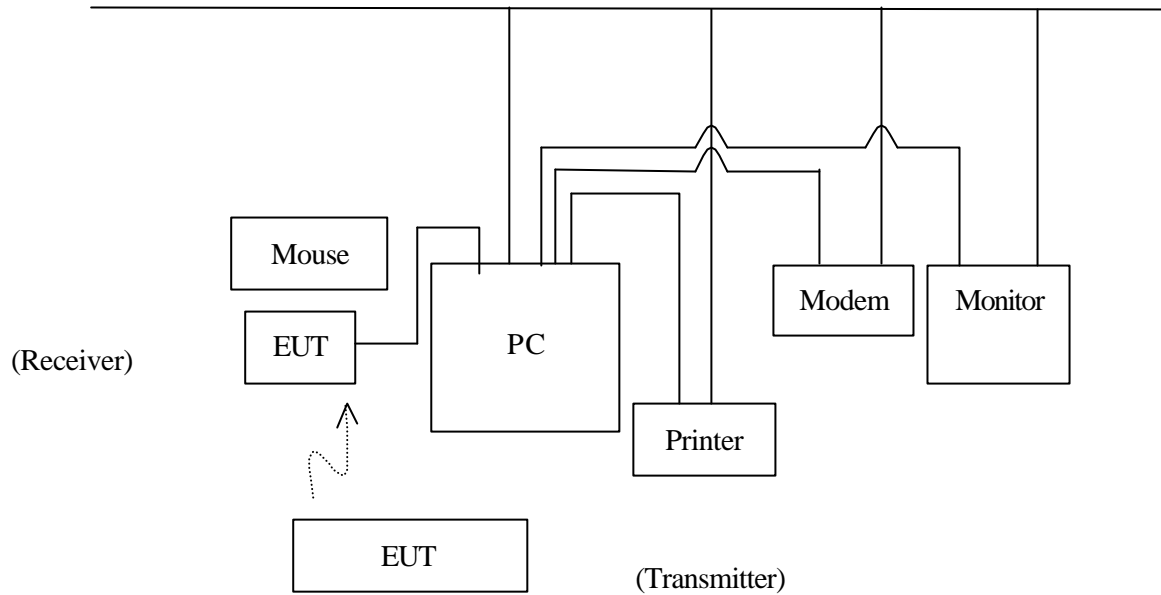 Mouse
Modem
Monitor
EUT
PC
(Receiver)
Printer
EUT
(Transmitter)